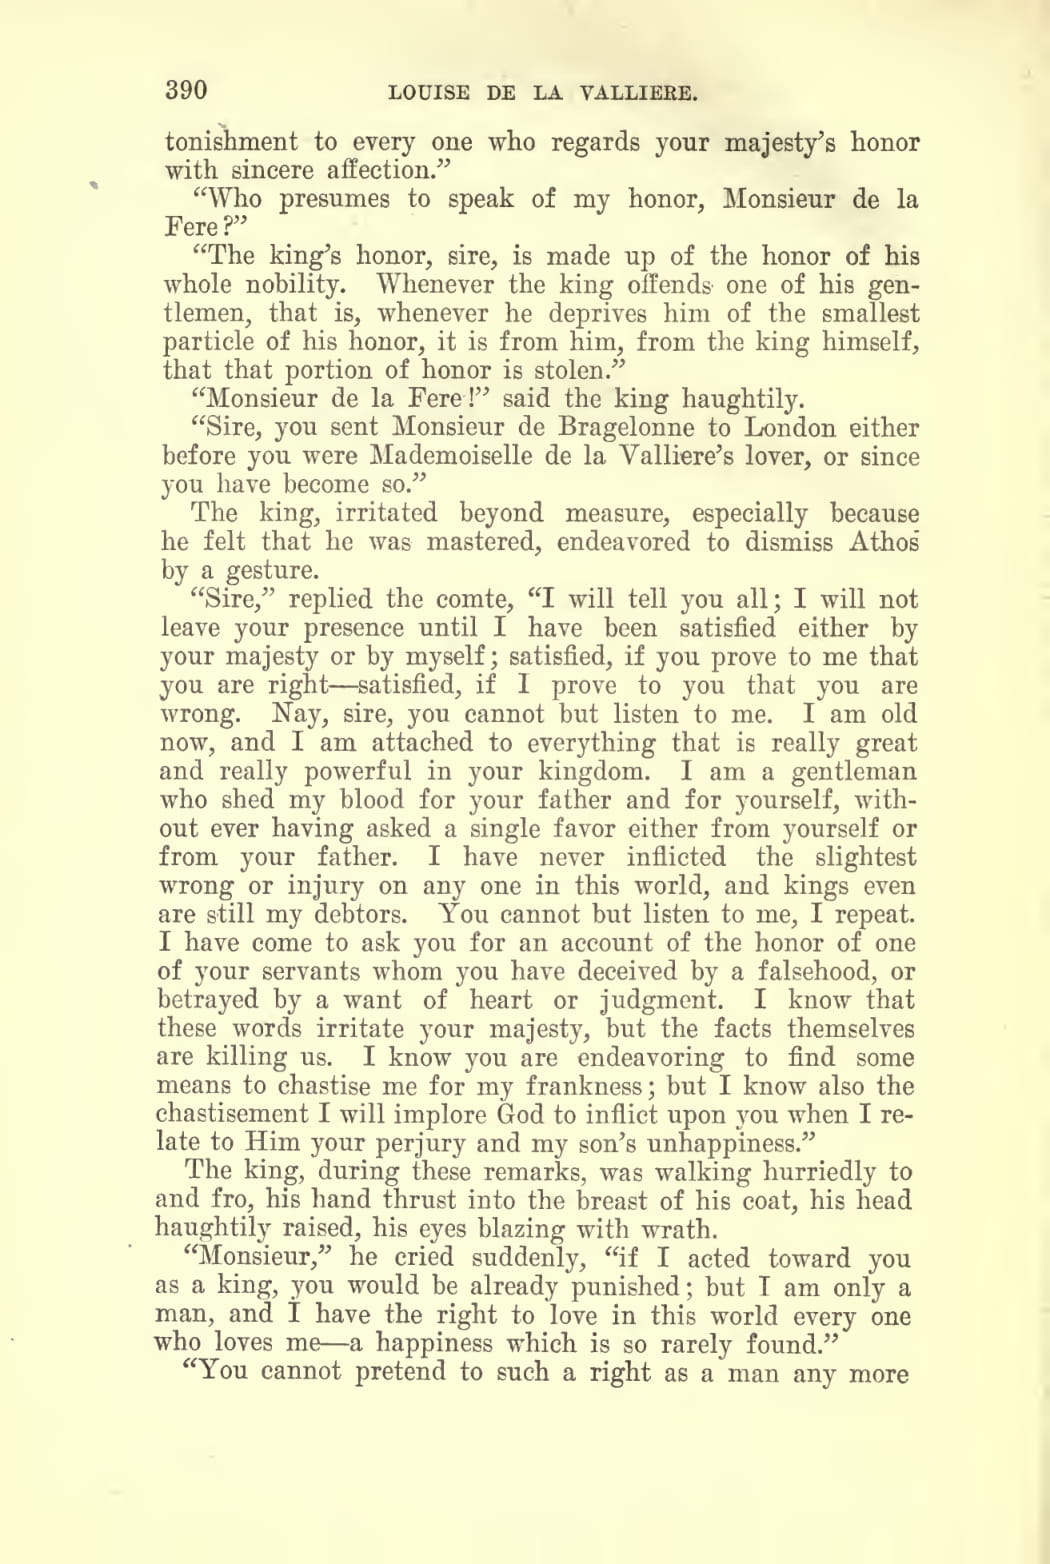 390 LOUISE DE LA VALLIERE.
tonishment to every one who regards your majesty's honor
with sincere affection."
"Who presumes to speak of my honor, Monsieur de la
Fere?"
"The king's honor, sire, is made up of the honor of his
whole nobility. Whenever the king offends one of his gen-
tlemen, that is, whenever he deprives him of the smallest
particle of his honor, it is from him, from the king himself,
that that portion of honor is stolen."
"Monsieur de la Fere!" said the king haughtily.
"Sire, you sent Monsieur de Bragelonne to London either
before you were Mademoiselle de la Valliere's lover, or since
you have become so."
The king, irritated beyond measure, especially because
he felt that he was mastered, endeavored to dismiss Athos
by a gesture.
"Sire," replied the comte, "I will tell you all; I will not
leave your presence until I have been satisfied either by
your majesty or by myself; satisfied, if you prove to me that
you are right—satisfied, if I prove to you that you are
wrong. Nay, sire, you cannot but listen to me. I am old
now, and I am attached to everything that is really great
and really powerful in your kingdom. I am a gentleman
who shed my blood for your father and for yourself, with-
out ever having asked a single favor either from yourself or
from your father. I have never inflicted the slightest
wrong or injury on any one in this world, and kings even
are still my debtors. You cannot but listen to me, I repeat.
I have come to ask you for an account of the honor of one
of your servants whom you have deceived by a falsehood, or
betrayed by a want of heart or judgment. I know that
these words irritate your majesty, but the facts themselves
are killing us. I know you are endeavoring to find some
means to chastise me for my frankness; but I know also the
chastisement I will implore God to inflict upon you when I re-
late to Him your perjury and my son's unhappiness."
The king, during these remarks, was walking hurriedly to
and fro, his hand thrust into the breast of his coat, his head
haughtily raised, his eyes blazing with wrath.
"Monsieur," he cried suddenly, "if I acted toward you
as a king, you would be already punished; but I am only a
man, and I have the right to love in this world every one
who loves me—a happiness which is so rarely found."
"You cannot pretend to such a right as a man any more